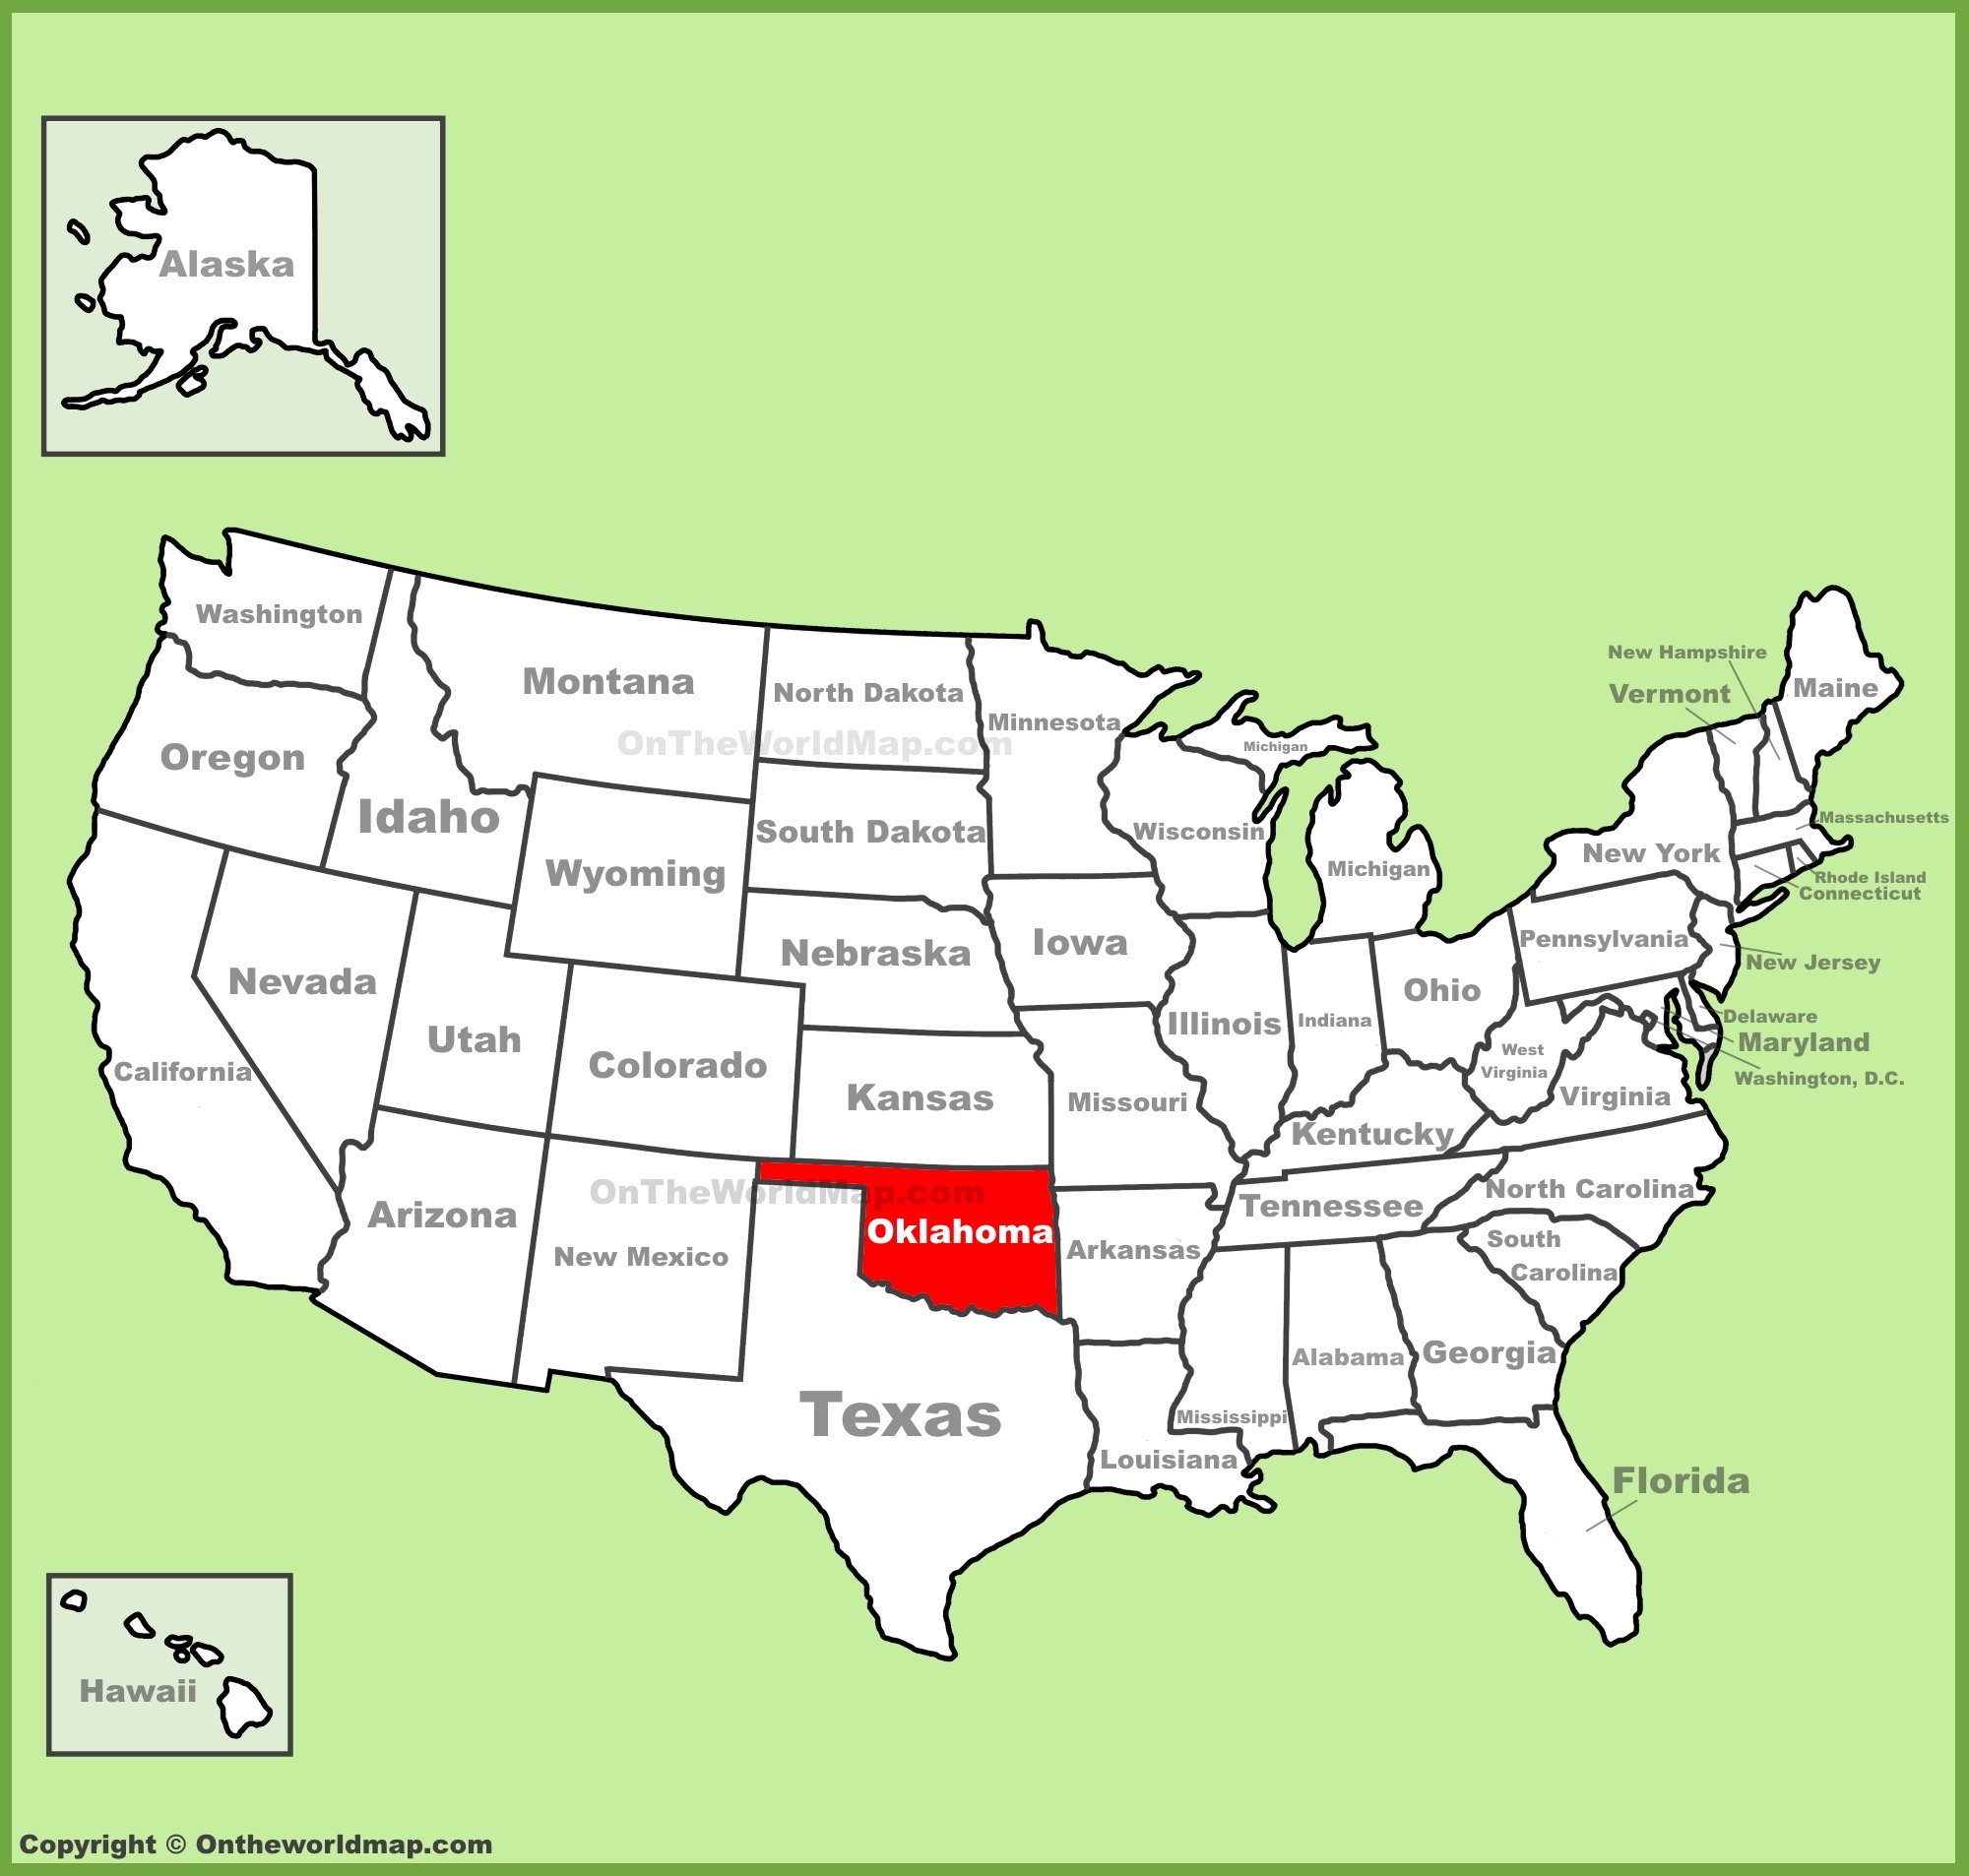 Alaska
Washington
Montana
North Dakota
Minnesota
New Hampshire
Vermont
Maine
OnTheWorldMap.com
Michigan
Oregon
Idaho
South Dakota
Wisconsin
Massachusetts
Wyoming
Michigan
New York
Rhode Island
Connecticut
Nebraska
Iowa
Pennsylvania
New Jersey
Nevada
Ohio
Utah
Illinois
Indiana
Delaware
Maryland
California
Colorado
Kansas
Missouri
West
Virginia
Washington, D.C.
Virginia
Kentucky
OnTheWorldMap.com
Arizona
Tennessee
North Carolina
New Mexico
Oklahoma
Arkansas
South
Carolina
Texas
Alabama
Georgia
Mississippi
Louisiana
Florida
Hawaii
Copyright © Ontheworldmap.com